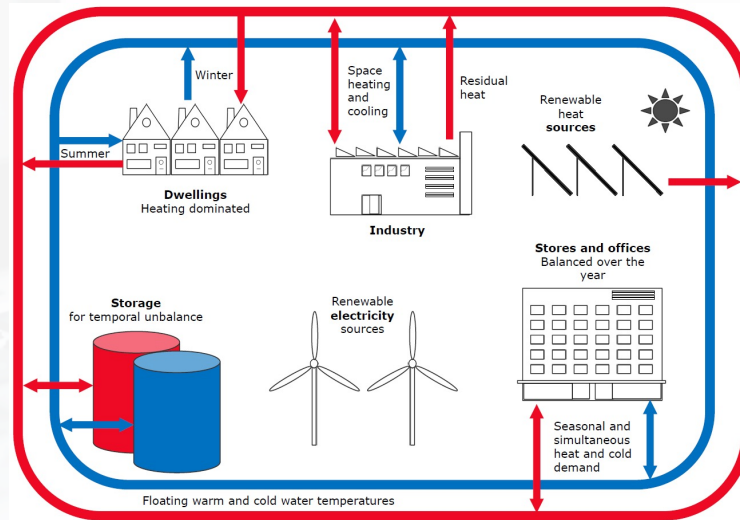 Winter
Summer
Dwellings
Heating dominated
Space
heating
and
cooling
Residual
heat
Industry
Renewable
heat
sources
Stores and offices
Balanced over the
year
Storage
for temporal unbalance
Renewable
electricity
sources
Seasonal and
simultaneous
heat and cold
demand
Floating warm and cold water temperatures